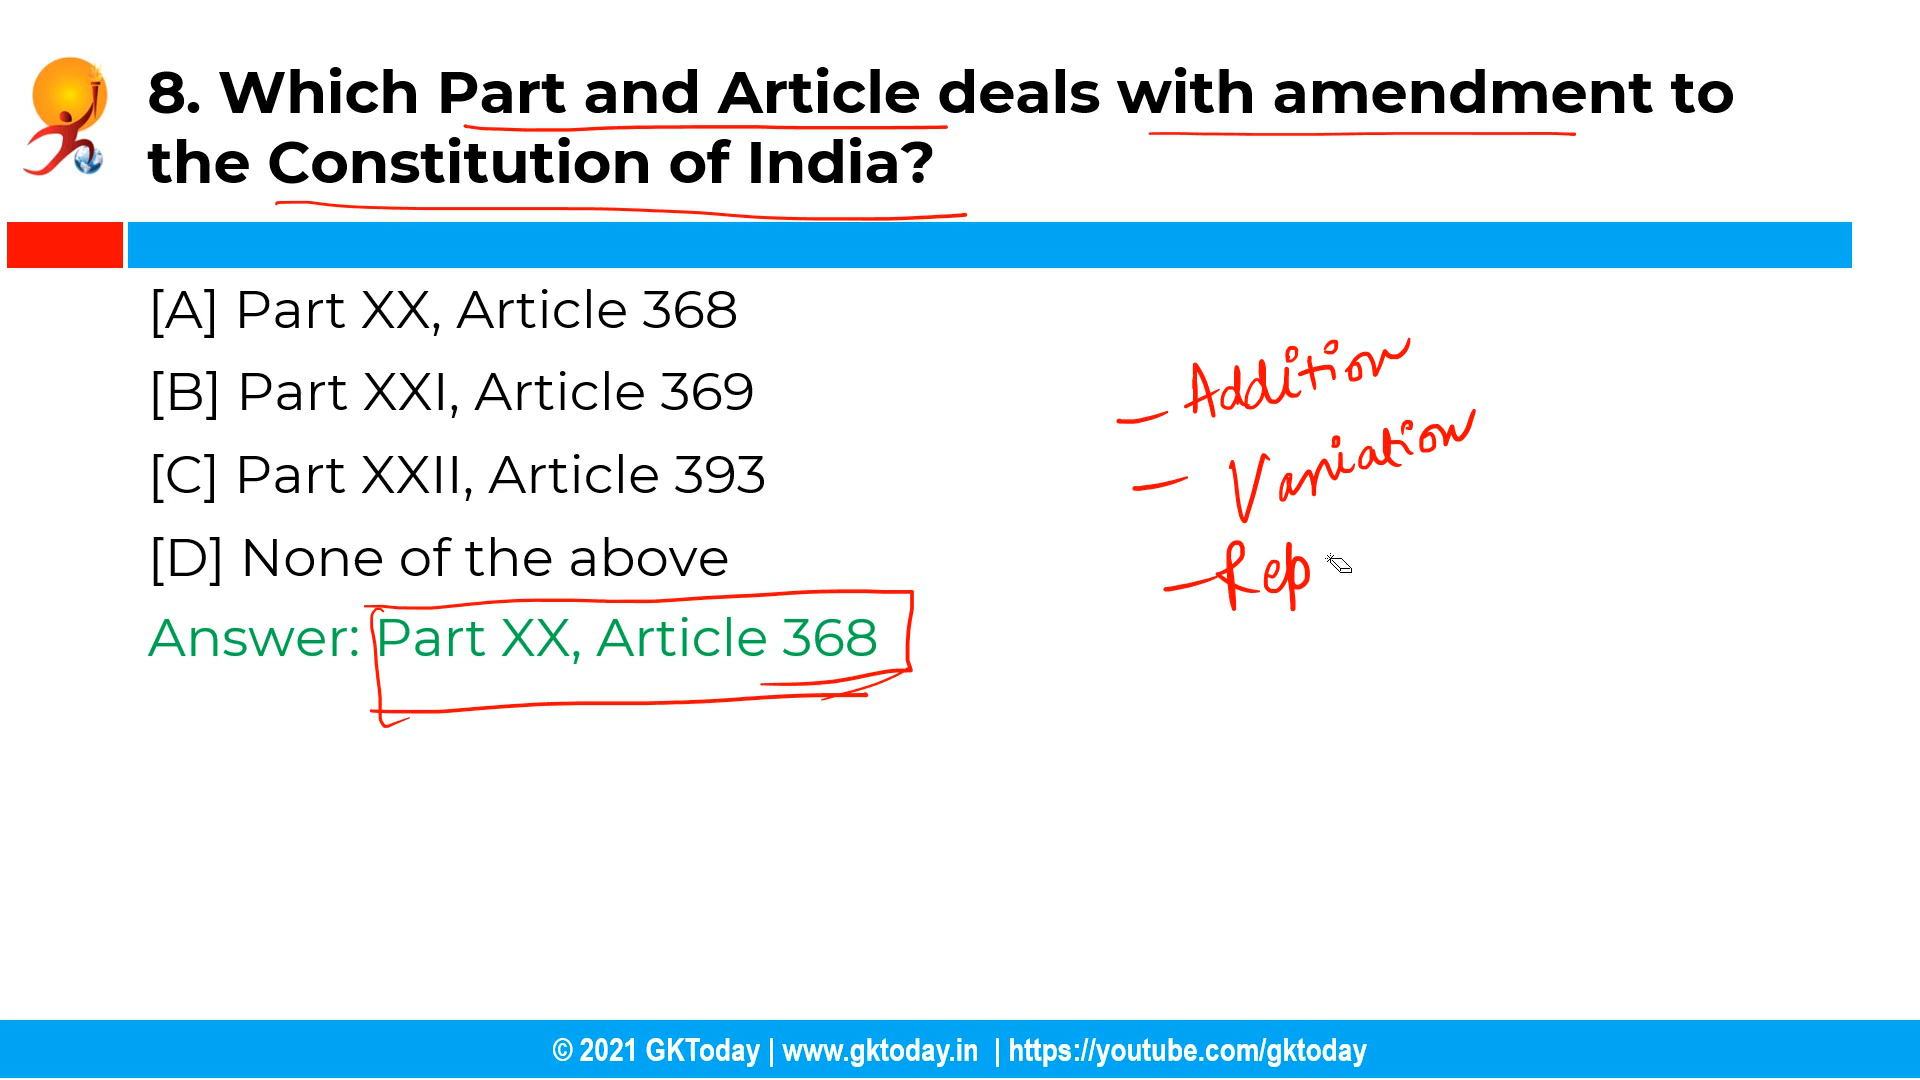 8. Which Part and Article deals with amendment to
the Constitution of India?
[A] Part XX, Article 368
[B] Part XXI, Article 369
[C] Part XXII, Article 393
[D] None of the above
Answer: Part XX, Article 368
- Addition
- Variation
- Rep
© 2021 GKToday | www.gktoday.in | https://youtube.com/gktoday